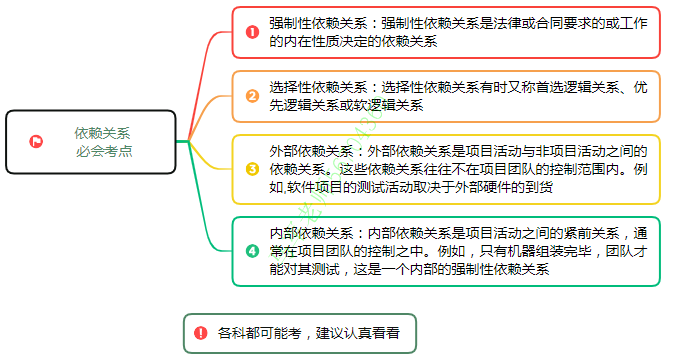 依赖关系
必会考点
1 强制性依赖关系：强制性依赖关系是法律或合同要求的或工作
的内在性质决定的依赖关系
2 选择性依赖关系：选择性依赖关系有时又称首选逻辑关系、优
先逻辑关系或软逻辑关系
3 外部依赖关系：外部依赖关系是项目活动与非项目活动之间的
依赖关系。这些依赖关系往往不在项目团队的控制范围内。例
如,软件项目的测试活动取决于外部硬件的到货
4 内部依赖关系：内部依赖关系是项目活动之间的紧前关系，通
常在项目团队的控制之中。例如，只有机器组装完毕，团队才
能对其测试，这是一个内部的强制性依赖关系
! 各科都可能考，建议认真看看